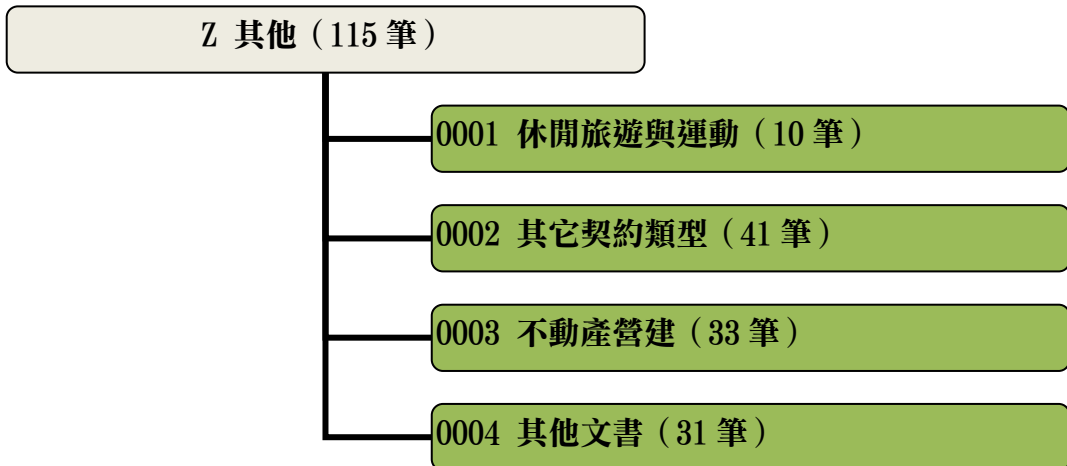 Z 其他（115 筆）
0001 休閒旅遊與運動（10 筆）
0002 其它契約類型（41 筆）
0003 不動產營建（33 筆）
0004 其他文書（31 筆）